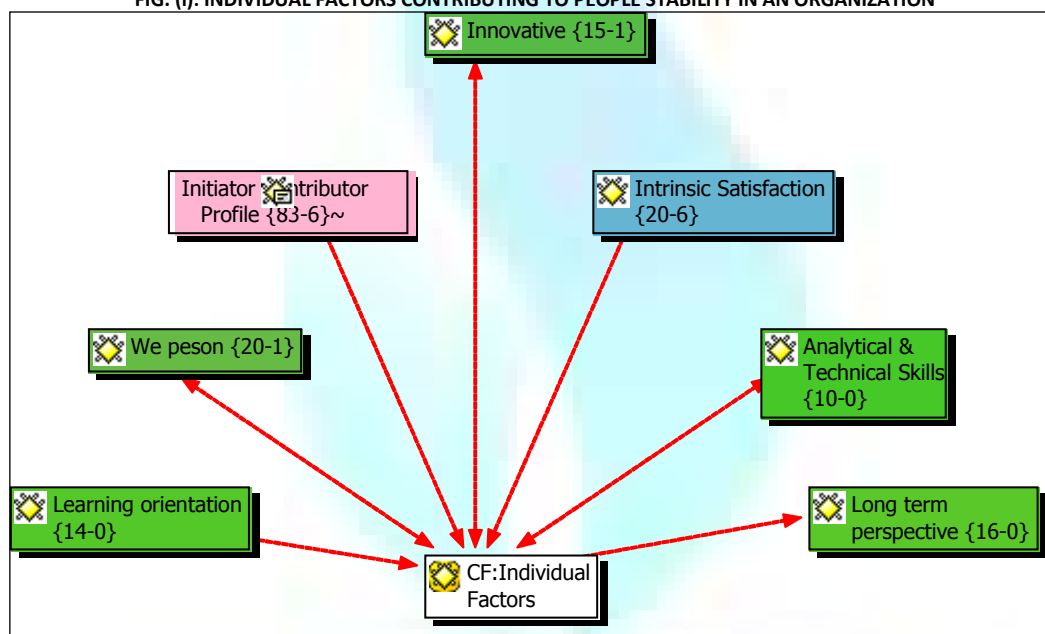 FIG. (I): INDIVIDUAL FACTORS CONTRIBUTING TO PEOPLE STABILITY IN AN ORGANIZATION
Innovative {15-1}
Initiator
Profile {83-6}~
Intrinsic Satisfaction
{20-6}
We peson {20-1}
Analytical &
Technical Skills
{10-0}
Learning orientation
{14-0}
Long term
perspective {16-0}
CF:Individual
Factors